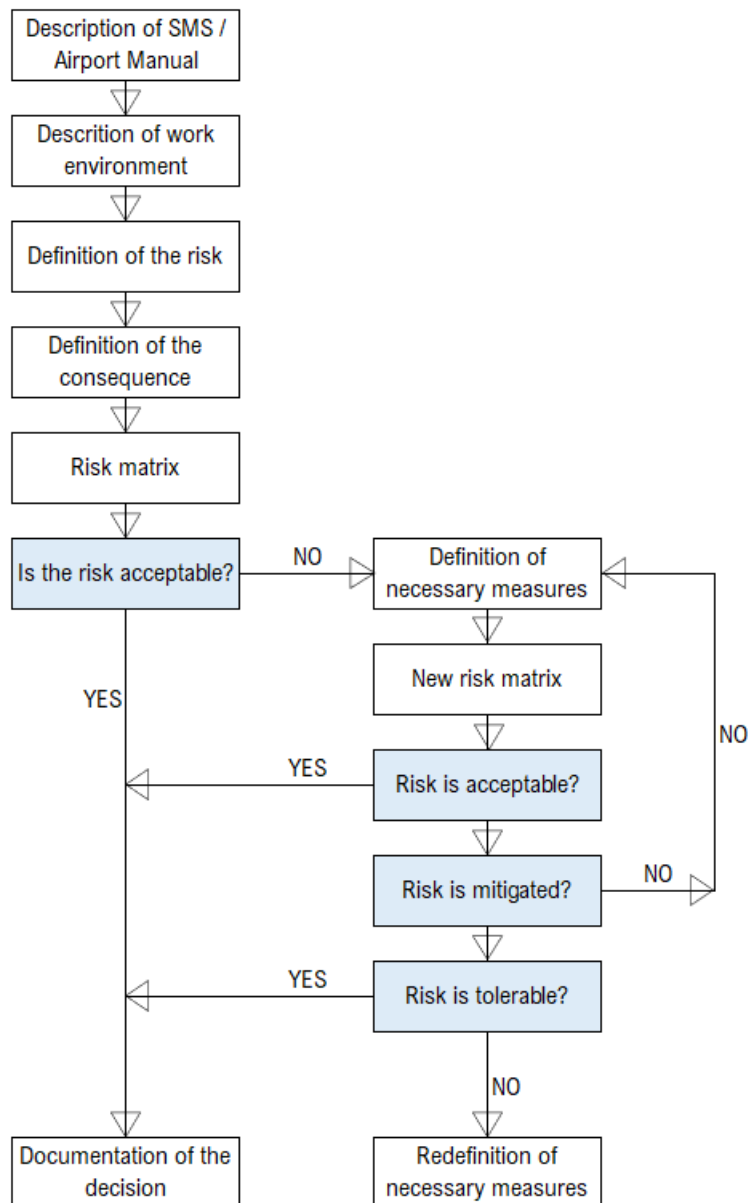 Description of SMS /
Airport Manual
Descrition of work
environment
Definition of the risk
Definition of the
consequence
Risk matrix
Is the risk acceptable?
NO
Definition of
necessary measures
New risk matrix
YES
NO
YES
Risk is acceptable?
Risk is mitigated?
NO
YES
Risk is tolerable?
NO
Documentation of the
decision
Redefinition of
necessary measures